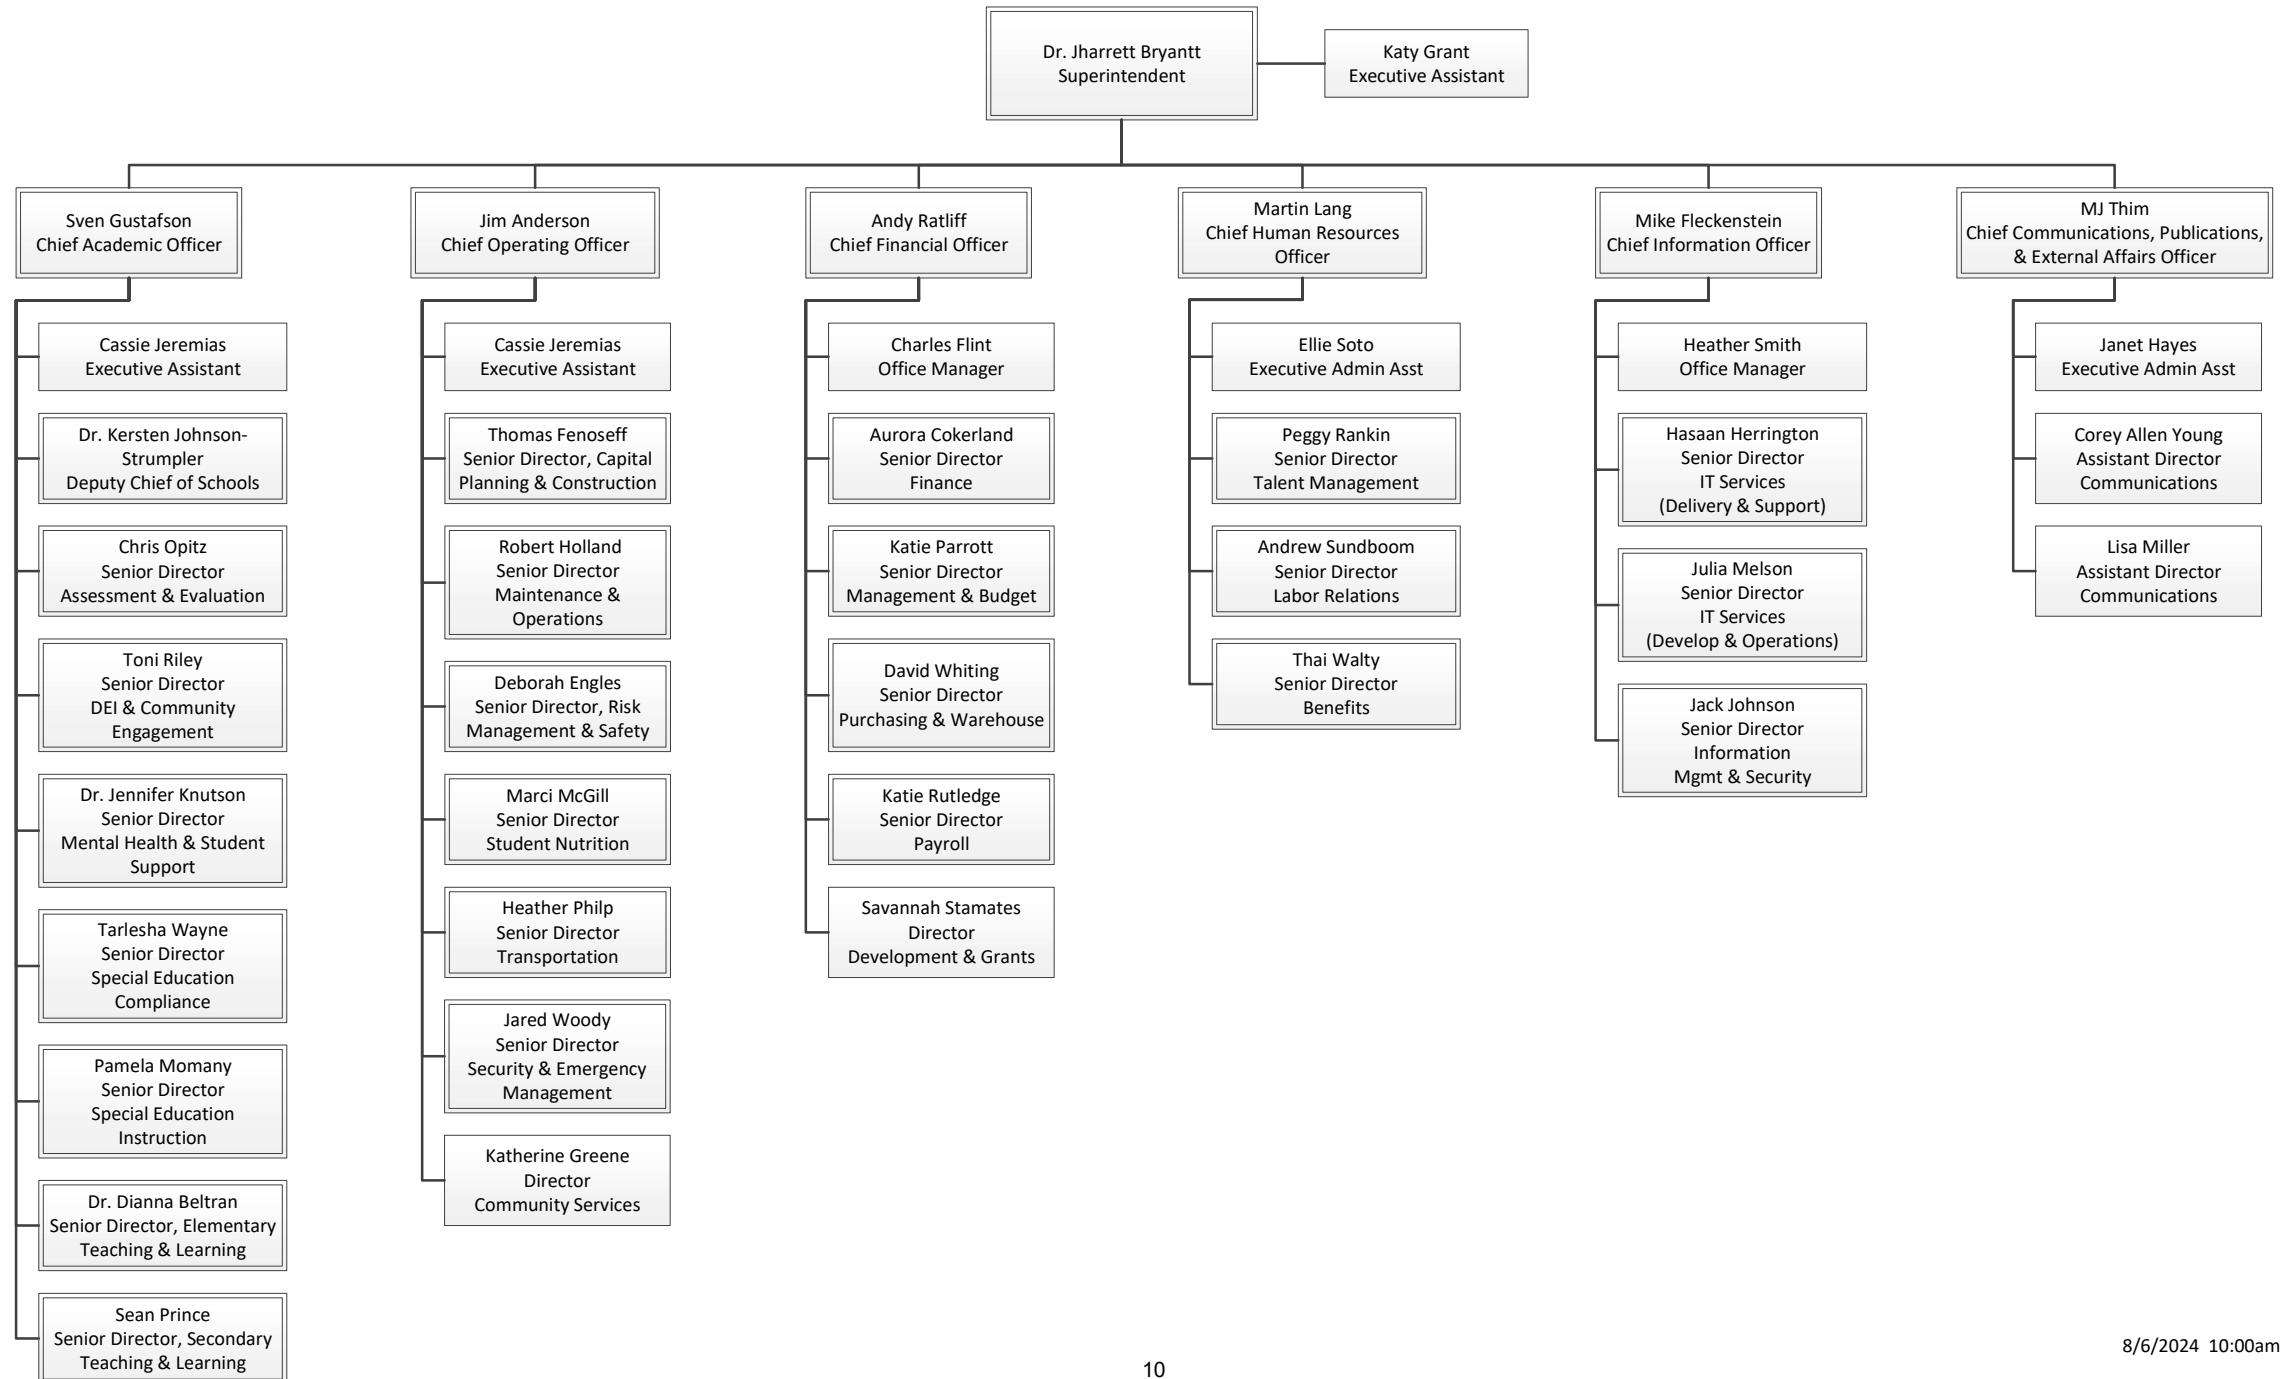 Dr. Jharrett Bryantt
Superintendent
Katy Grant
Executive Assistant
Sven Gustafson
Chief Academic Officer
Jim Anderson
Chief Operating Officer
Andy Ratliff
Chief Financial Officer
Martin Lang
Chief Human Resources
Officer
Mike Fleckenstein
Chief Information Officer
MJ Thim
Chief Communications, Publications,
& External Affairs Officer
Cassie Jeremias
Executive Assistant
Dr. Kersten Johnson-
Strumpler
Deputy Chief of Schools
Chris Opitz
Senior Director
Assessment & Evaluation
Toni Riley
Senior Director
DEI & Community
Engagement
Dr. Jennifer Knutson
Senior Director
Mental Health & Student
Support
Tarlesha Wayne
Senior Director
Special Education
Compliance
Pamela Momany
Senior Director
Special Education
Instruction
Dr. Dianna Beltran
Senior Director, Elementary
Teaching & Learning
Sean Prince
Senior Director, Secondary
Teaching & Learning
Cassie Jeremias
Executive Assistant
Thomas Fenoseff
Senior Director, Capital
Planning & Construction
Robert Holland
Senior Director
Maintenance &
Operations
Deborah Engles
Senior Director, Risk
Management & Safety
Marci McGill
Senior Director
Student Nutrition
Heather Philp
Senior Director
Transportation
Jared Woody
Senior Director
Security & Emergency
Management
Katherine Greene
Director
Community Services
Charles Flint
Office Manager
Aurora Cokerland
Senior Director
Finance
Katie Parrott
Senior Director
Management & Budget
David Whiting
Senior Director
Purchasing & Warehouse
Katie Rutledge
Senior Director
Payroll
Savannah Stamates
Director
Development & Grants
Ellie Soto
Executive Admin Asst
Peggy Rankin
Senior Director
Talent Management
Andrew Sundboom
Senior Director
Labor Relations
Thai Walty
Senior Director
Benefits
Heather Smith
Office Manager
Hasaan Herrington
Senior Director
IT Services
(Delivery & Support)
Julia Melson
Senior Director
IT Services
(Develop & Operations)
Jack Johnson
Senior Director
Information
Mgmt & Security
Janet Hayes
Executive Admin Asst
Corey Allen Young
Assistant Director
Communications
Lisa Miller
Assistant Director
Communications
8/6/2024 10:00am
10